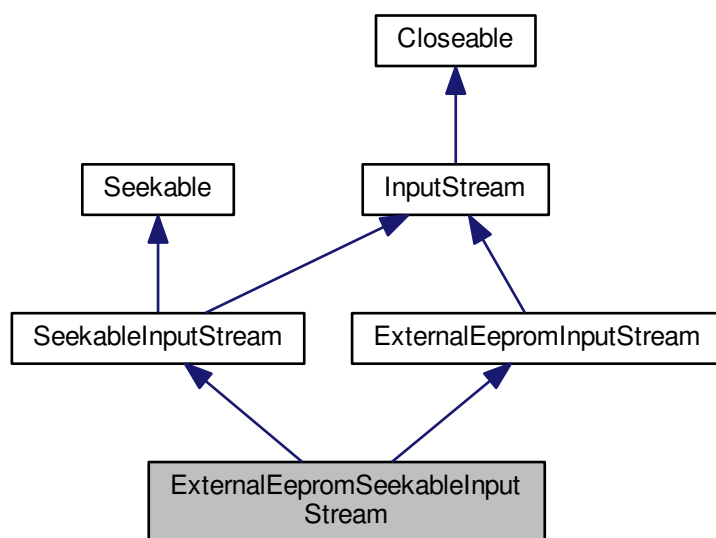 Closeable
Seekable
InputStream
SeekableInputStream
ExternalEepromInputStream
ExternalEepromSeekableInput
Stream